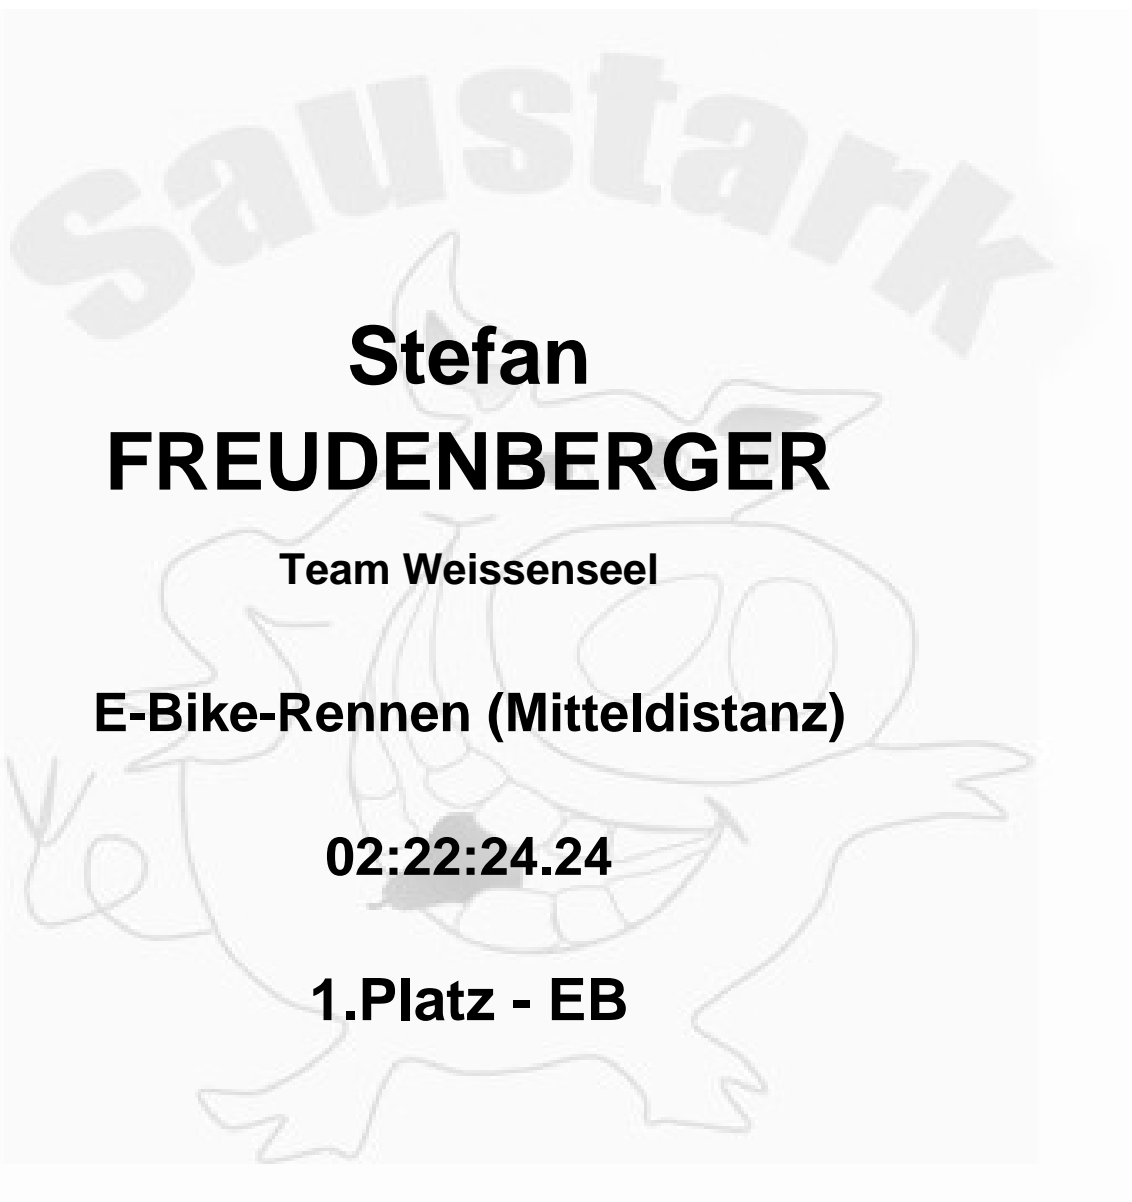 Saustark
Stefan
FREUDENBERGER
Team Weissenseel
E-Bike-Rennen (Mitteldistanz)
02:22:24.24
1.Platz - EB